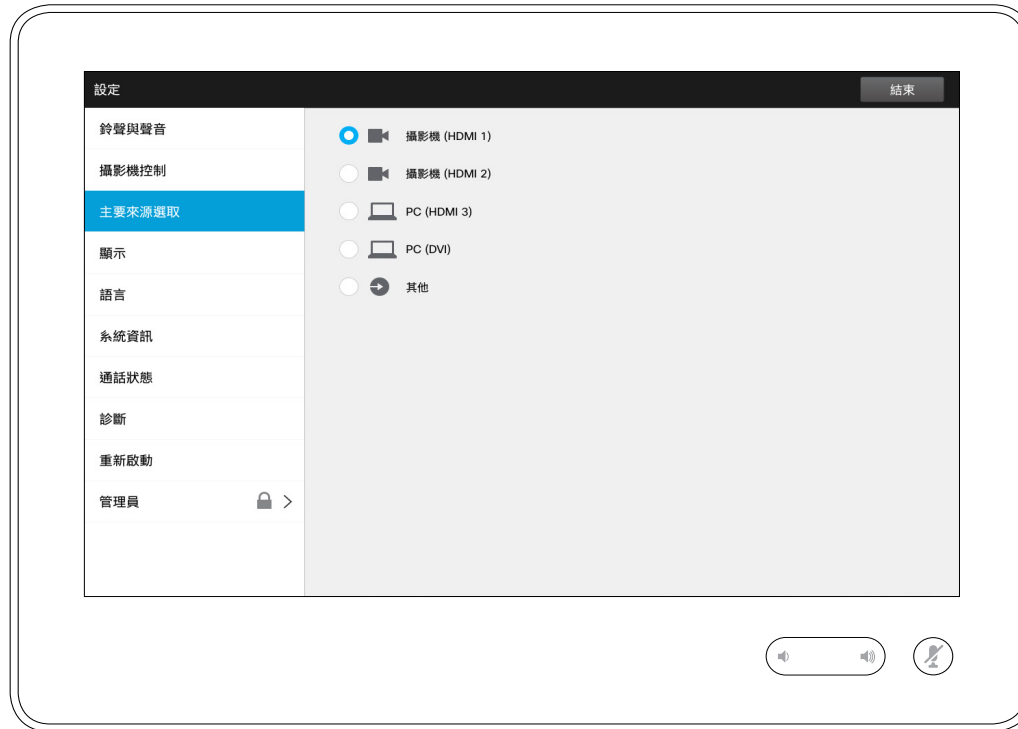 設定
結束
鈴聲與聲音
攝影機控制
主要來源選取
顯示
語言
系統資訊
通話狀態
診斷
重新啟動
管理員
攝影機 (HDMI 1)
攝影機 (HDMI 2)
PC (HDMI 3)
PC (DVI)
其他